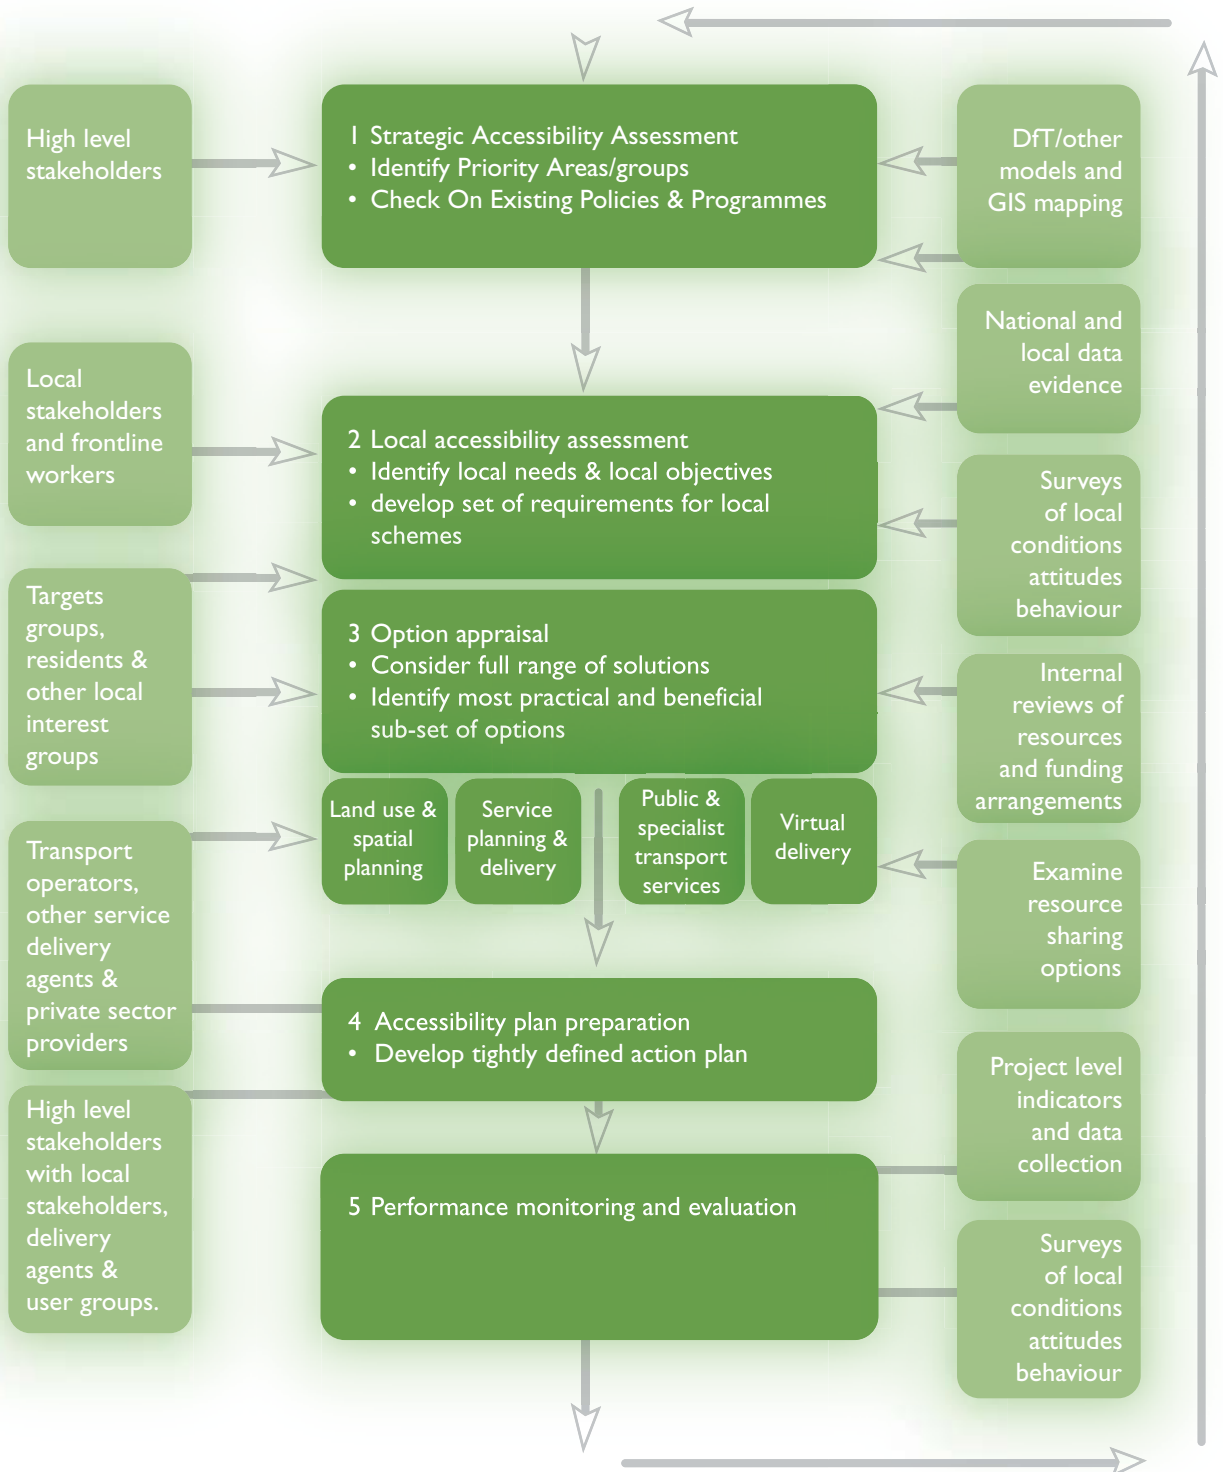 High level
stakeholders
1 Strategic Accessibility Assessment
• Identify Priority Areas/groups
• Check On Existing Policies & Programmes
DfT/other
models and
GIS mapping
National and
local data
evidence
Local
stakeholders
and frontline
workers
2 Local accessibility assessment
• Identify local needs & local objectives
• develop set of requirements for local
schemes
Surveys
of local
conditions
attitudes
behaviour
Targets
groups,
residents &
other local
interest
groups
3 Option appraisal
• Consider full range of solutions
• Identify most practical and beneficial
sub-set of options
Internal
reviews of
resources
and funding
arrangements
Land use &
spatial
planning
Service
planning &
delivery
Public &
specialist
transport
services
Virtual
delivery
Transport
operators,
other service
delivery
agents &
private sector
providers
Examine
resource
sharing
options
4 Accessibility plan preparation
• Develop tightly defined action plan
Project level
indicators
and data
collection
High level
stakeholders
with local
stakeholders,
delivery
agents &
user groups.
5 Performance monitoring and evaluation
Surveys
of local
conditions
attitudes
behaviour